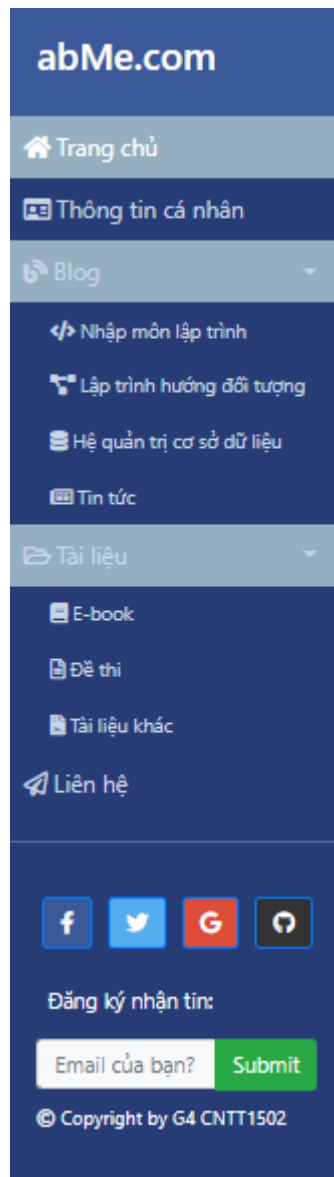 abMe.com
Trang chủ
Thông tin cá nhân
Blog
Nhập môn lập trình
Lập trình hướng đối tượng
Hệ quản trị cơ sở dữ liệu
Tin tức
Tài liệu
E-book
Đề thi
Tài liệu khác
Liên hệ
Đăng ký nhận tin:
Email của bạn? Submit
© Copyright by G4 CNTT1502